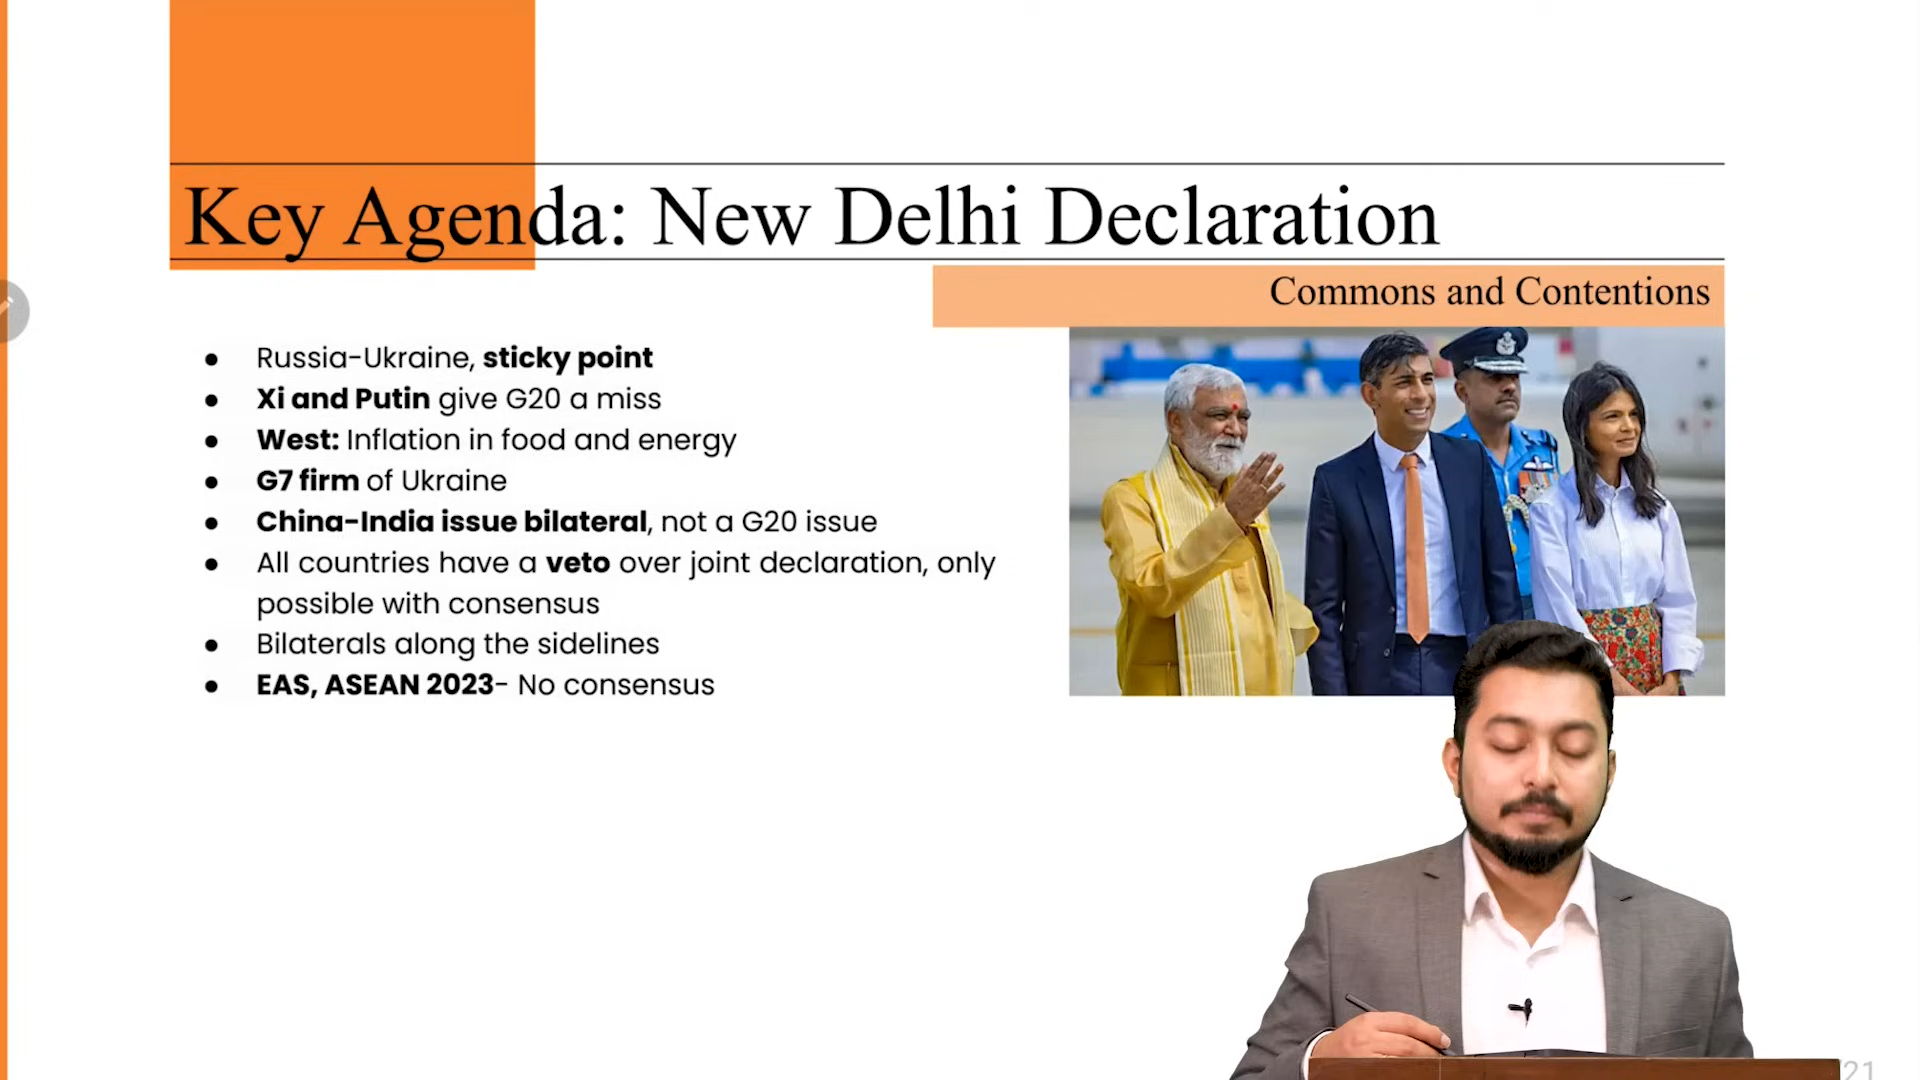 Key Agenda: New Delhi Declaration
Commons and Contentions
● Russia-Ukraine, sticky point
● Xi and Putin give G20 a miss
● West: Inflation in food and energy
● G7 firm of Ukraine
● China-India issue bilateral, not a G20 issue
● All countries have a veto over joint declaration, only
possible with consensus
● Bilaterals along the sidelines
● EAS, ASEAN 2023- No consensus
/21